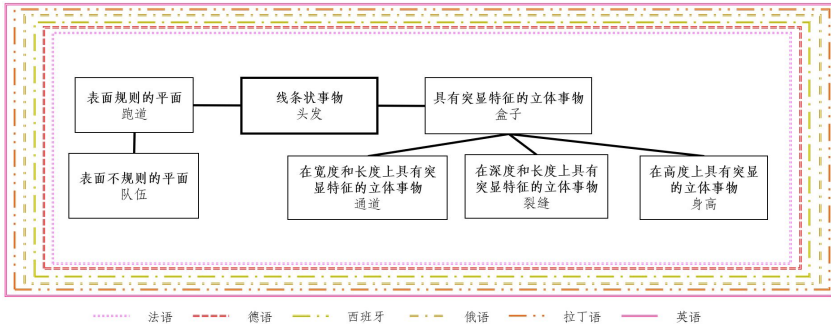 表面规则的平面
跑道
线条状事物
头发
具有突显特征的立体事物
盒子
表面不规则的平面
队伍
在宽度和长度上具有突
显特征的立体事物
通道
在深度和长度上具有
突显特征的立体事物
裂缝
在高度上具有突显
的立体事物
身高
法语 德语 西班牙 俄语 拉丁语 英语